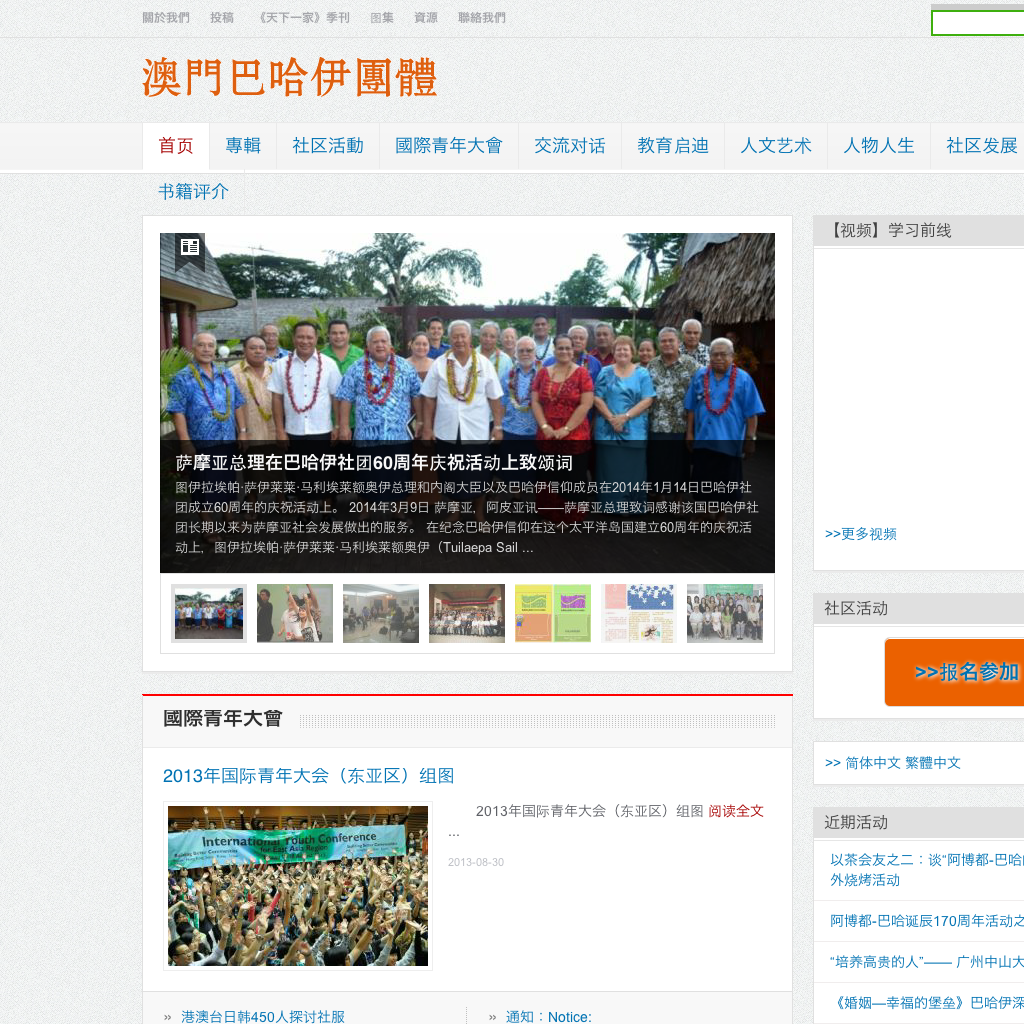 關於我們 投稿 《天下一家》季刊 图集 資源 聯絡我們
澳門巴哈伊團體
首页 專輯 社区活動 國際青年大會 交流对话 教育启迪 人文艺术 人物人生 社区发展
书籍评介
萨摩亚总理在巴哈伊社团60周年庆祝活动上致颂词
图伊拉埃帕·萨伊莱莱·马利埃莱额奥伊总理和内阁大臣以及巴哈伊信仰成员在2014年1月14日巴哈伊社
团成立60周年的庆祝活动上。 2014年3月9日 萨摩亚，阿皮亚讯——萨摩亚总理致词感谢该国巴哈伊社
团长期以来为萨摩亚社会发展做出的服务。 在纪念巴哈伊信仰在这个太平洋岛国建立60周年的庆祝活
动上，图伊拉埃帕·萨伊莱莱·马利埃莱额奥伊（Tuilaepa Sail ...
國際青年大會
2013年国际青年大会（东亚区）组图
International Youth Conference
for East Asia Region
2013年国际青年大会（东亚区）组图 阅读全文
...
2013-08-30
» 港澳台日韩450人探讨社服
» 通知：Notice:
【视频】学习前线
>>更多视频
社区活动
>>报名参加
>> 简体中文 繁體中文
近期活动
以茶会友之二：谈“阿博都-巴哈
外烧烤活动
阿博都-巴哈诞辰170周年活动之
“培养高贵的人”—— 广州中山大
《婚姻—幸福的堡垒》巴哈伊深